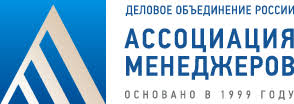 ДЕЛОВОЕ ОБЪЕДИНЕНИЕ РОССИИ
АССОЦИАЦИЯ
МЕНЕДЖЕРОВ
ОСНОВАНО В 1999 ГОДУ